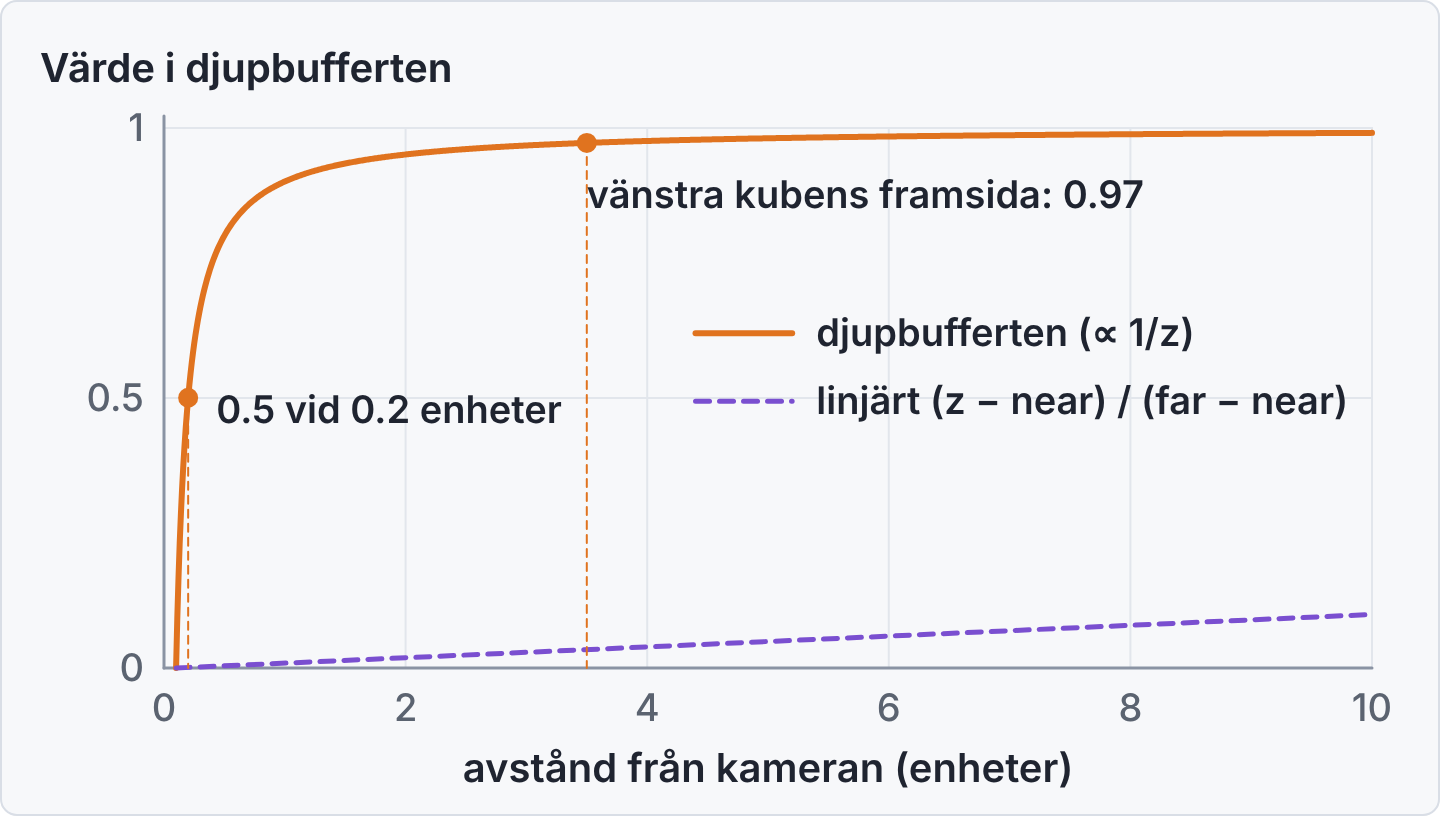 Värde i djupbufferten
1
vänstra kubens framsida: 0.97
djupbufferten (∝ 1/z)
0.5
0.5 vid 0.2 enheter
linjärt (z − near) / (far − near)
0
0 2 4 6 8 10
avstånd från kameran (enheter)